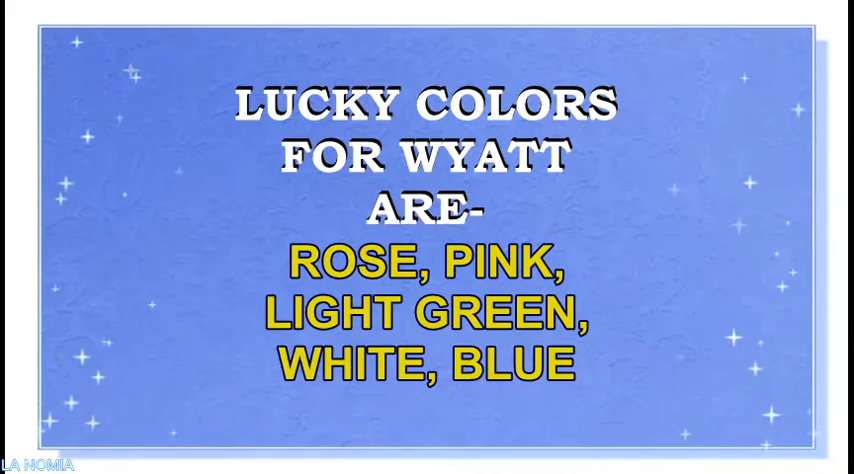 LUCKY COLORS
FOR WYATT
ARE-
ROSE, PINK,
LIGHT GREEN,
WHITE, BLUE
LA NOMIA